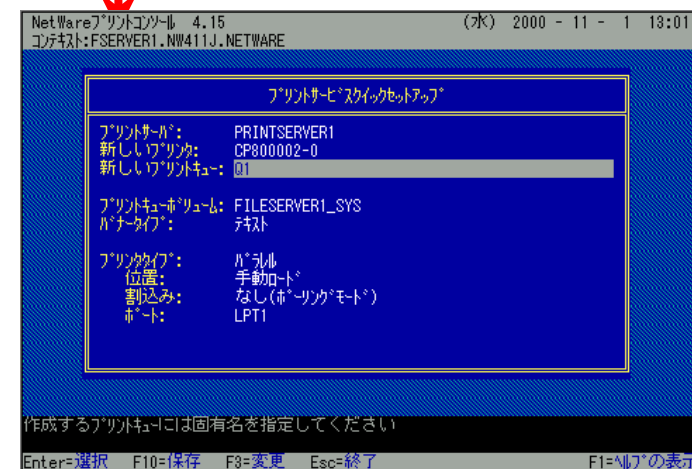 NetWareﾌﾟﾘﾝﾄｺﾝｿｰﾙ 4.15 (水) 2000 - 11 - 1 13:01
ｺﾝﾃｷｽﾄ:FSERVER1.NW411J.NETWARE
ﾌﾟﾘﾝﾄｻｰﾋﾞｽｸｲｯｸｾｯﾄｱｯﾌﾟ
ﾌﾟﾘﾝﾄｻｰﾊﾞ: PRINTSERVER1
新しいﾌﾟﾘﾝﾀ: CP800002-0
新しいﾌﾟﾘﾝﾄｷｭｰ: Q1
ﾌﾟﾘﾝﾄｷｭｰﾎﾞﾘｭｰﾑ: FILESERVER1_SYS
ﾊﾞﾅｰﾀｲﾌﾟ: ﾃｷｽﾄ
ﾌﾟﾘﾝﾀﾀｲﾌﾟ: ﾊﾟﾗﾚﾙ
位置: 手動ﾛｰﾄﾞ
割込み: なし(ﾎﾟｰﾘﾝｸﾞﾓｰﾄﾞ)
ﾎﾟｰﾄ: LPT1
作成するﾌﾟﾘﾝﾄｷｭｰには固有名を指定してください
Enter=選択 F10=保存 F3=変更 Esc=終了 F1=ﾍﾙﾌﾟの表示